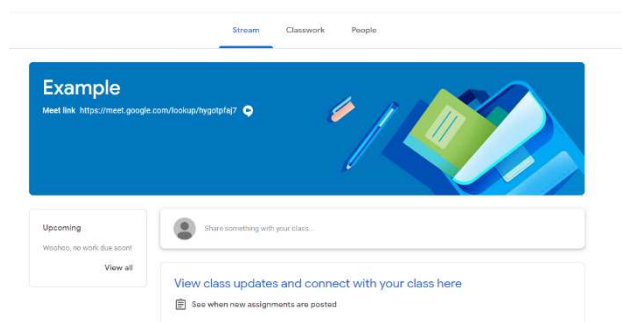 Stream Classwork People
Example
Meet link https://meet.google.com/lookup/hygotpfaj7
Upcoming
Woohoo, no work due soon!
View all
Share something with your class...
View class updates and connect with your class here
See when new assignments are posted